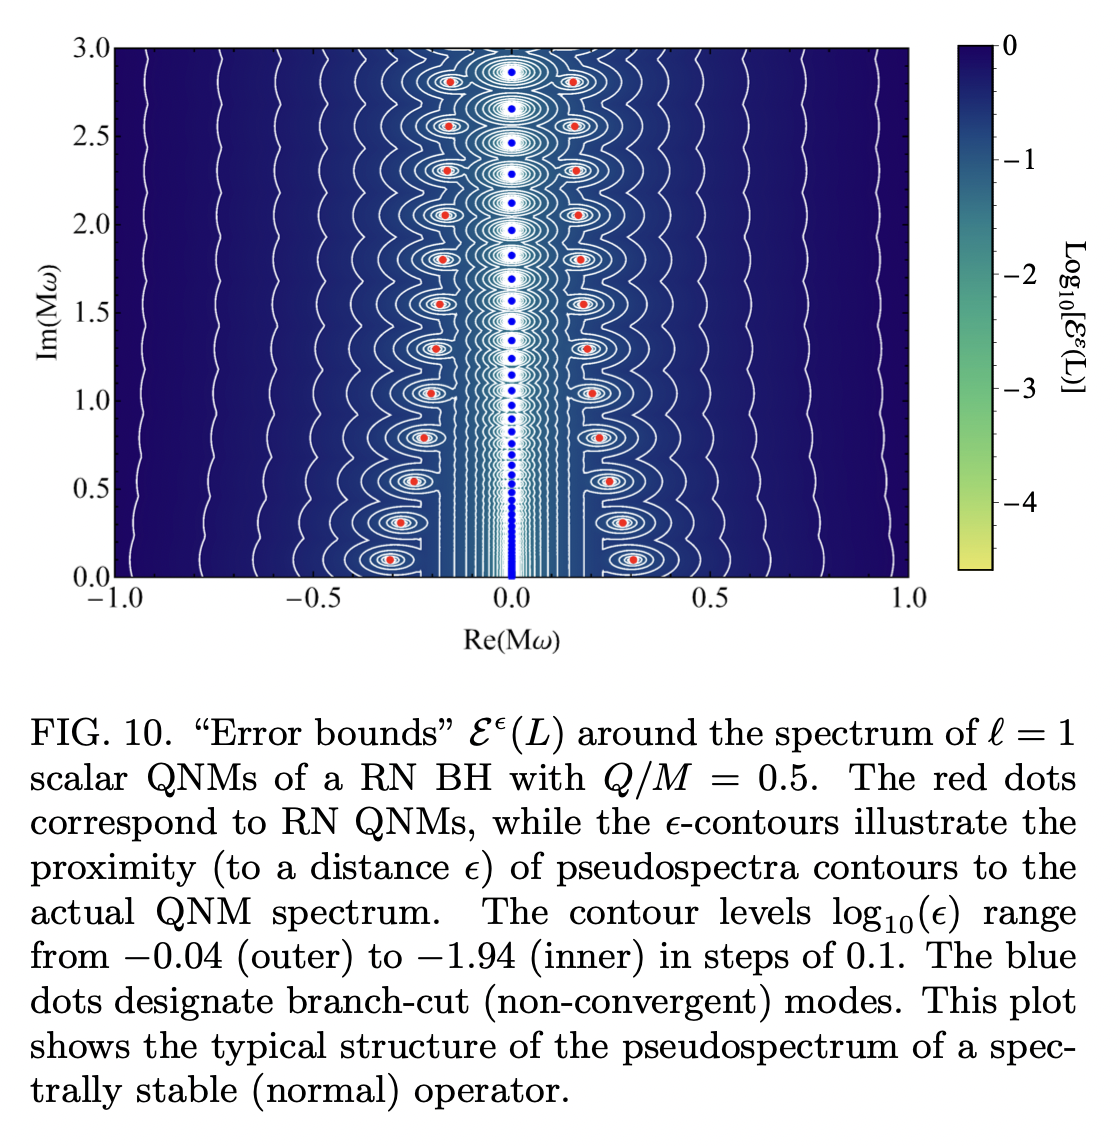 3.0
2.5
2.0
1.5
1.0
0.5
0.0
Im(Mω)
−1.0
−0.5
0.0
0.5
1.0
Re(Mω)
0
−1
−2
−3
−4
Log₁₀[ℰᵋ(L)]
FIG. 10. “Error bounds” ℰᵋ(L) around the spectrum of ℓ = 1
scalar QNMs of a RN BH with Q/M = 0.5. The red dots
correspond to RN QNMs, while the ϵ-contours illustrate the
proximity (to a distance ϵ) of pseudospectra contours to the
actual QNM spectrum. The contour levels log₁₀(ϵ) range
from −0.04 (outer) to −1.94 (inner) in steps of 0.1. The blue
dots designate branch-cut (non-convergent) modes. This plot
shows the typical structure of the pseudospectrum of a spec-
trally stable (normal) operator.